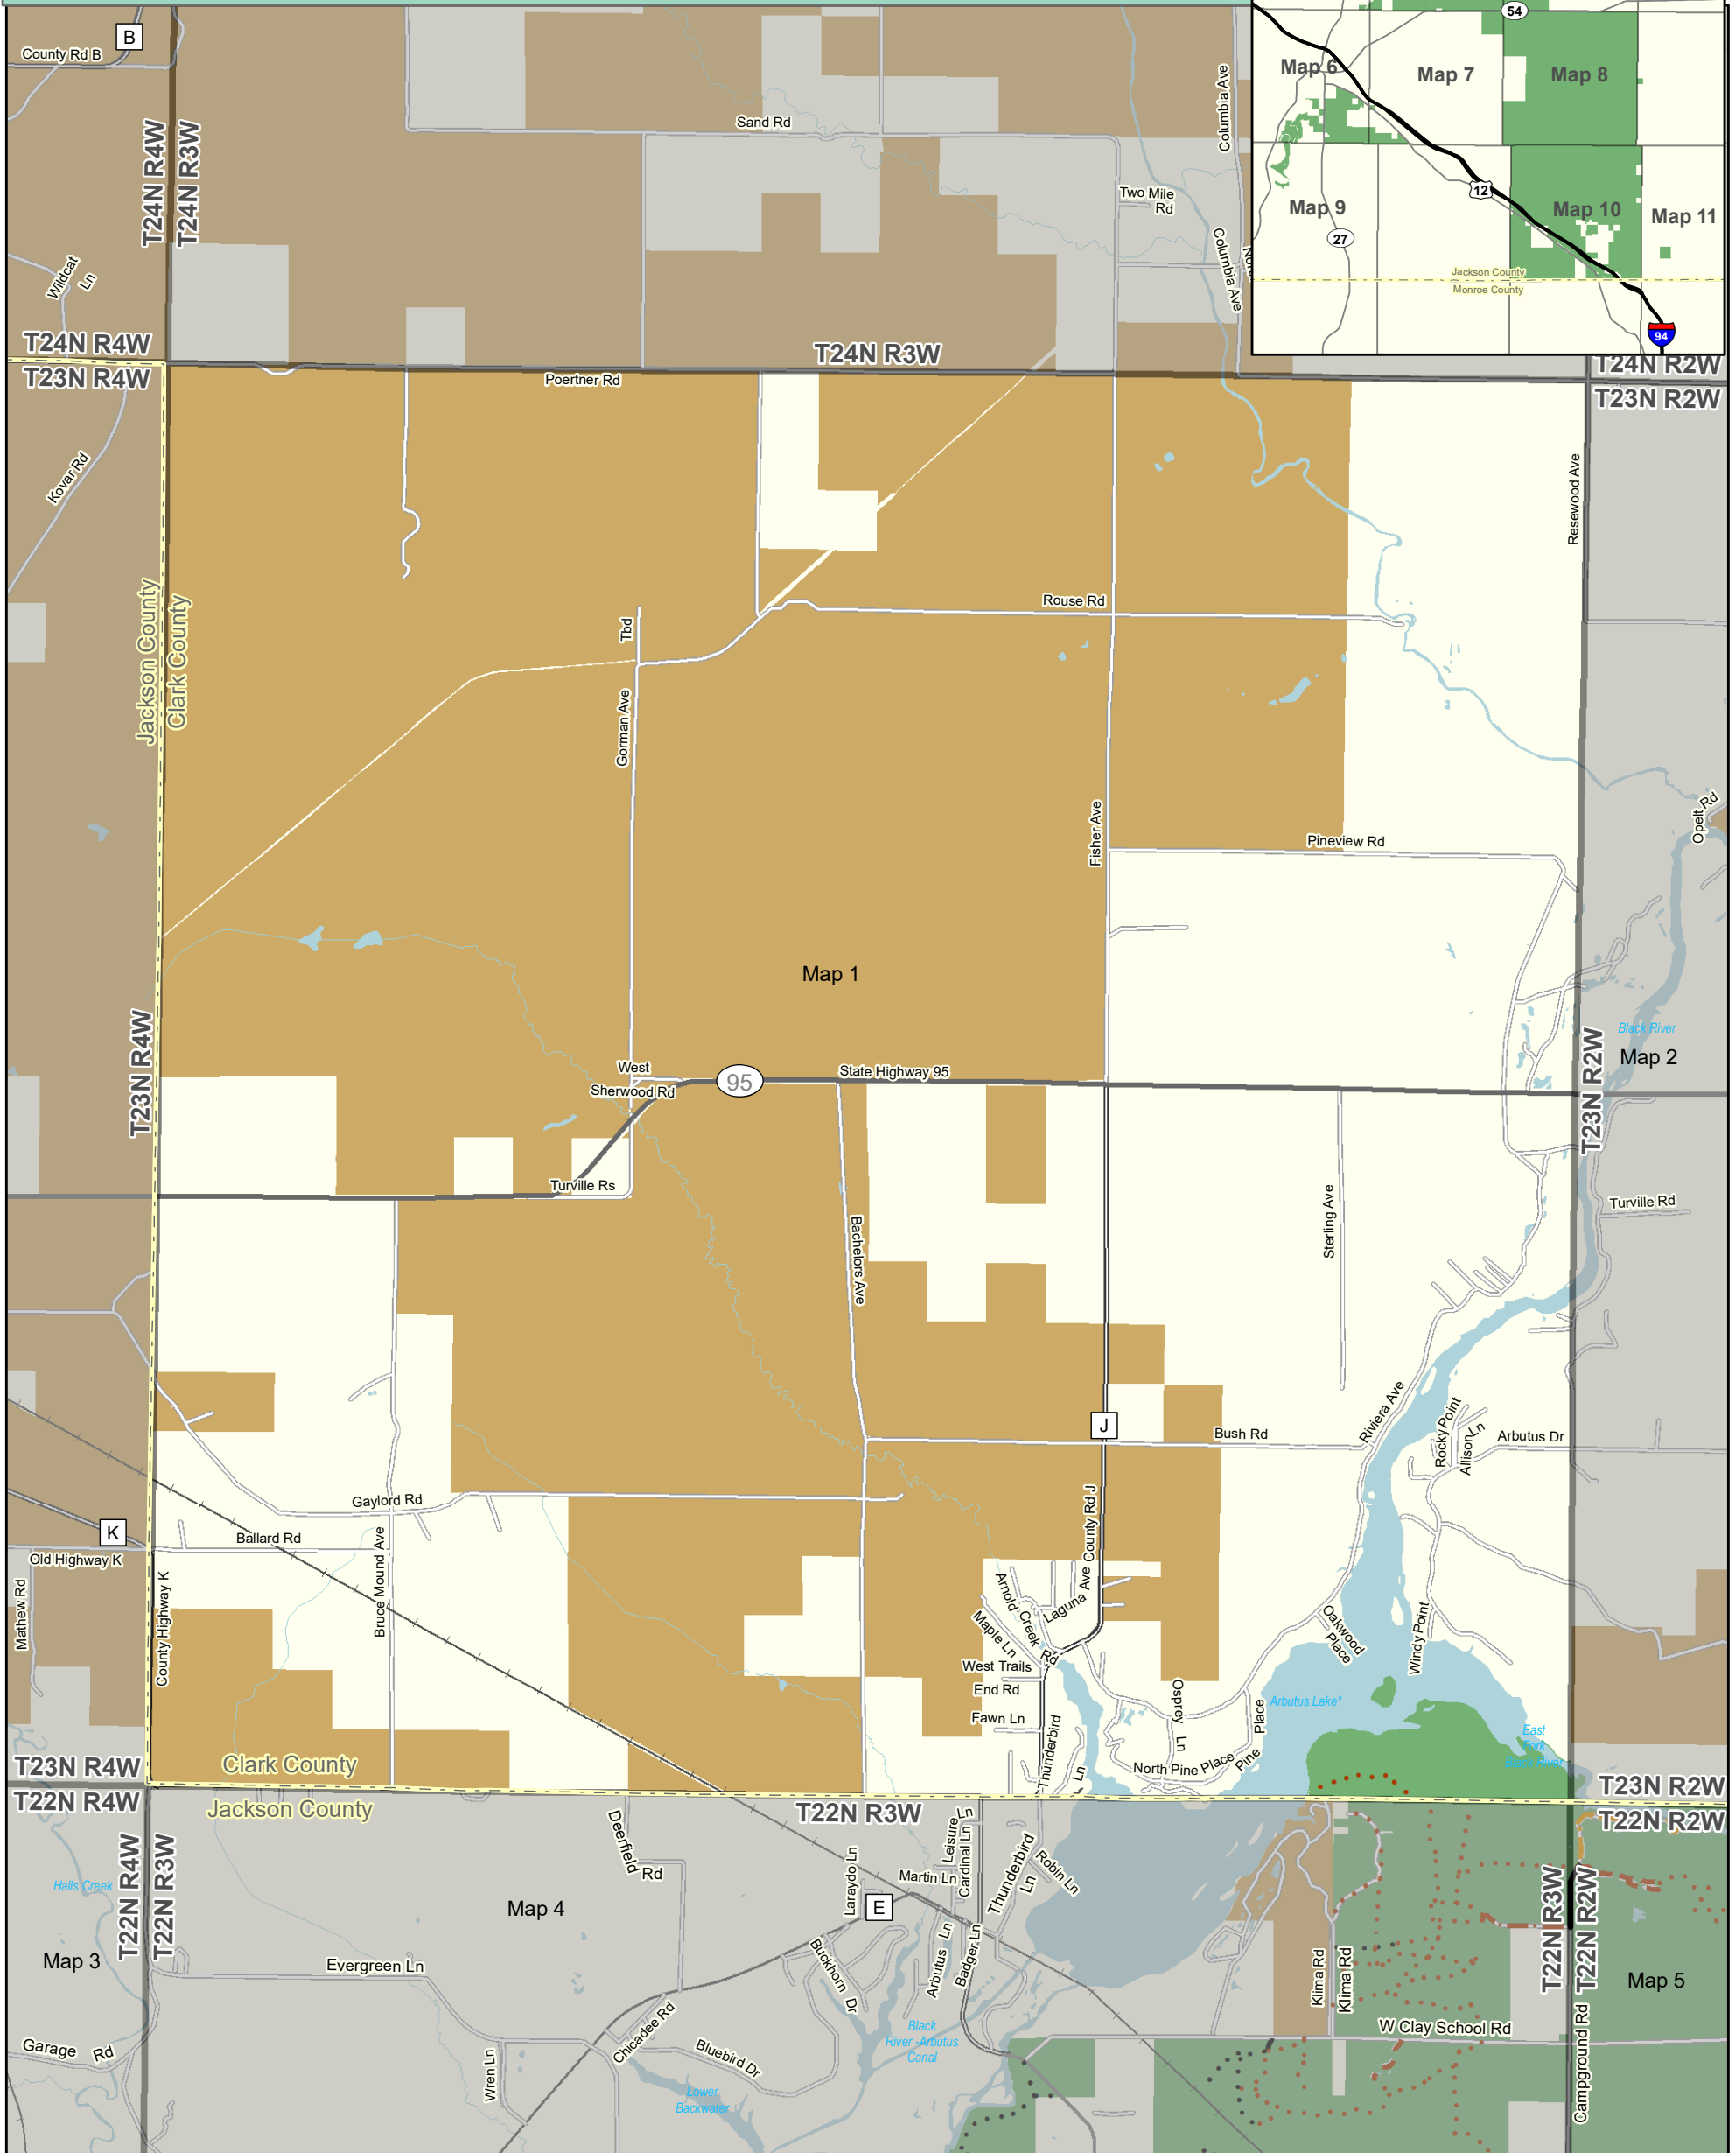 B
County Rd B
T24N R4W
T24N R3W
Sand Rd
Columbia Ave
Two Mile
Rd
Columbia Ave
Wildcat
Ln
54
Map 6
Map 7
Map 8
12
Map 9
27
Map 10
Map 11
Jackson County
Monroe County
94
T24N R4W
T23N R4W
T24N R3W
T24N R2W
T23N R2W
Poertner Rd
Kovar Rd
Resewood Ave
Jackson County
Clark County
Rouse Rd
Tbd
Gorman Ave
Fisher Ave
Pineview Rd
Opelt Rd
Map 1
T23N R4W
Black River
Map 2
T23N R2W
West
Sherwood Rd
95
State Highway 95
Turville Rs
Turville Rd
Bachelors Ave
Sterling Ave
J
Bush Rd
Riviera Ave
Rocky Point
Allison Ln
Arbutus Dr
Gaylord Rd
Ballard Rd
K
Old Highway K
Mathew Rd
County Highway K
Bruce Mound Ave
County Rd J
Laguna Ave
Arnold
Creek
Rd
Maple Ln
West Trails
End Rd
Fawn Ln
Thunderbird
Ln
Osprey
Ln
North Pine Place
Pine
Place
Oakwood
Place
Windy Point
Arbutus Lake*
East
Fork
Black River
T23N R4W
T22N R4W
Clark County
Jackson County
T22N R3W
T23N R2W
T22N R2W
T22N R4W
T22N R3W
Deerfield
Rd
Laraydo Ln
Martin Ln
Leisure
Ln
Cardinal Ln
Thunderbird
Ln
Robin Ln
E
Halls Creek
Map 4
Map 3
Evergreen Ln
Buckhorn
Dr
Arbutus
Ln
Badger Ln
Klima Rd
Klima Rd
T22N R3W
T22N R2W
Map 5
W Clay School Rd
Campground Rd
Garage
Rd
Chicadee Rd
Wren Ln
Bluebird Dr
Black
River -Arbutus
Canal
Lower
Backwater